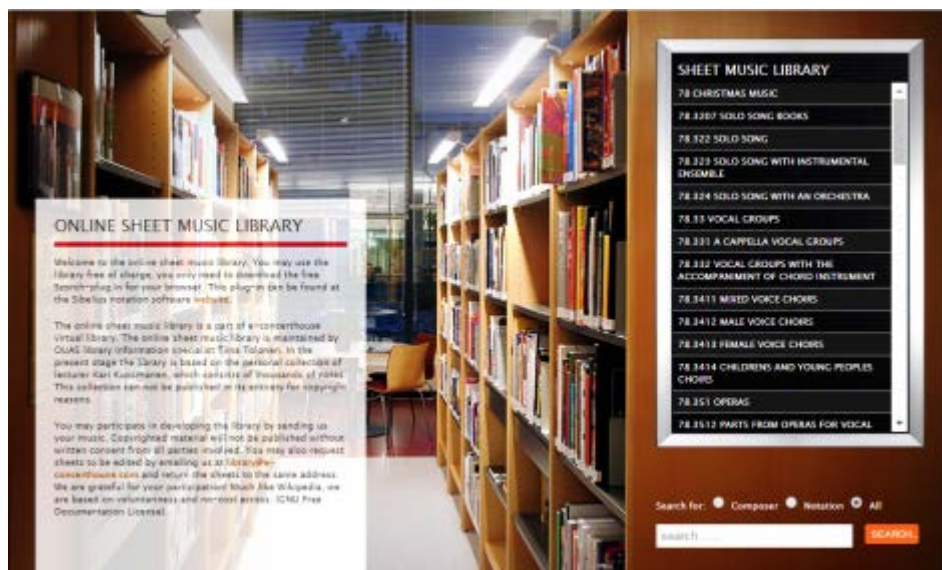 ONLINE SHEET MUSIC LIBRARY
Welcome to the online sheet music library. You may use the
library free of charge, you only need to download the free
Scorch-plug in for your browser. This plug-in can be found at
the Sibelius notation software website.
The online sheet music library is a part of e-concerthouse
virtual library. The online sheet music library is maintained by
OUAS library information specialist Tiina Tolonen. In the
present stage the library is based on the personal collection of
lecturer Kari Kuosmanen, which consists of thousands of notes.
This collection can not be published in its entirety for copyright
reasons.
You may participate in developing the library by sending us
your music. Copyrighted material will not be published without
written consent from all parties involved. You may also request
sheets to be edited by emailing us at library@e-
concerthouse.com and return the sheets to the same address.
We are grateful for your participation! Much like Wikipedia, we
are based on voluntariness and no-cost access. (GNU Free
Documentation License).
SHEET MUSIC LIBRARY
78 CHRISTMAS MUSIC
78.3207 SOLO SONG BOOKS
78.322 SOLO SONG
78.323 SOLO SONG WITH INSTRUMENTAL
ENSEMBLE
78.324 SOLO SONG WITH AN ORCHESTRA
78.33 VOCAL GROUPS
78.331 A CAPPELLA VOCAL GROUPS
78.332 VOCAL GROUPS WITH THE
ACCOMPANIMENT OF CHORD INSTRUMENT
78.3411 MIXED VOICE CHOIRS
78.3412 MALE VOICE CHOIRS
78.3413 FEMALE VOICE CHOIRS
78.3414 CHILDRENS AND YOUNG PEOPLES
CHOIRS
78.351 OPERAS
78.3512 PARTS FROM OPERAS FOR VOCAL
Search for: Composer Notation All
search......
SEARCH..